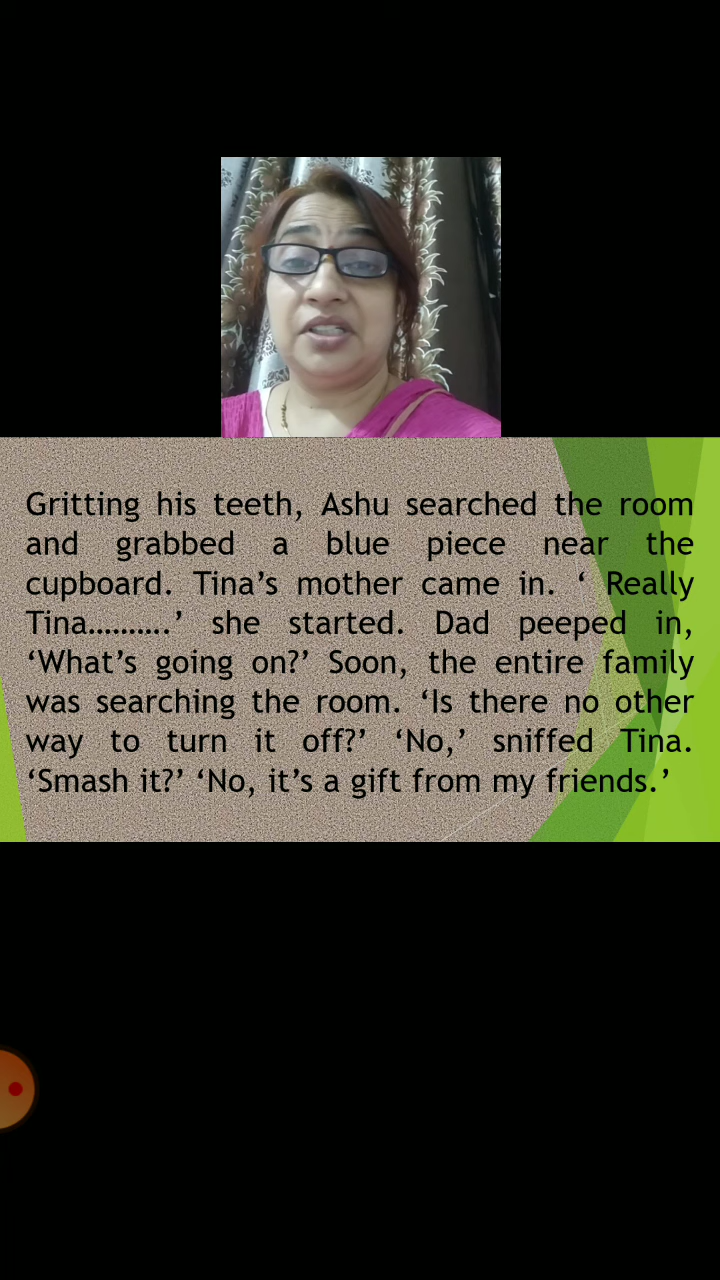 Gritting his teeth, Ashu searched the room
and grabbed a blue piece near the
cupboard. Tina’s mother came in. ‘ Really
Tina……….’ she started. Dad peeped in,
‘What’s going on?’ Soon, the entire family
was searching the room. ‘Is there no other
way to turn it off?’ ‘No,’ sniffed Tina.
‘Smash it?’ ‘No, it’s a gift from my friends.’